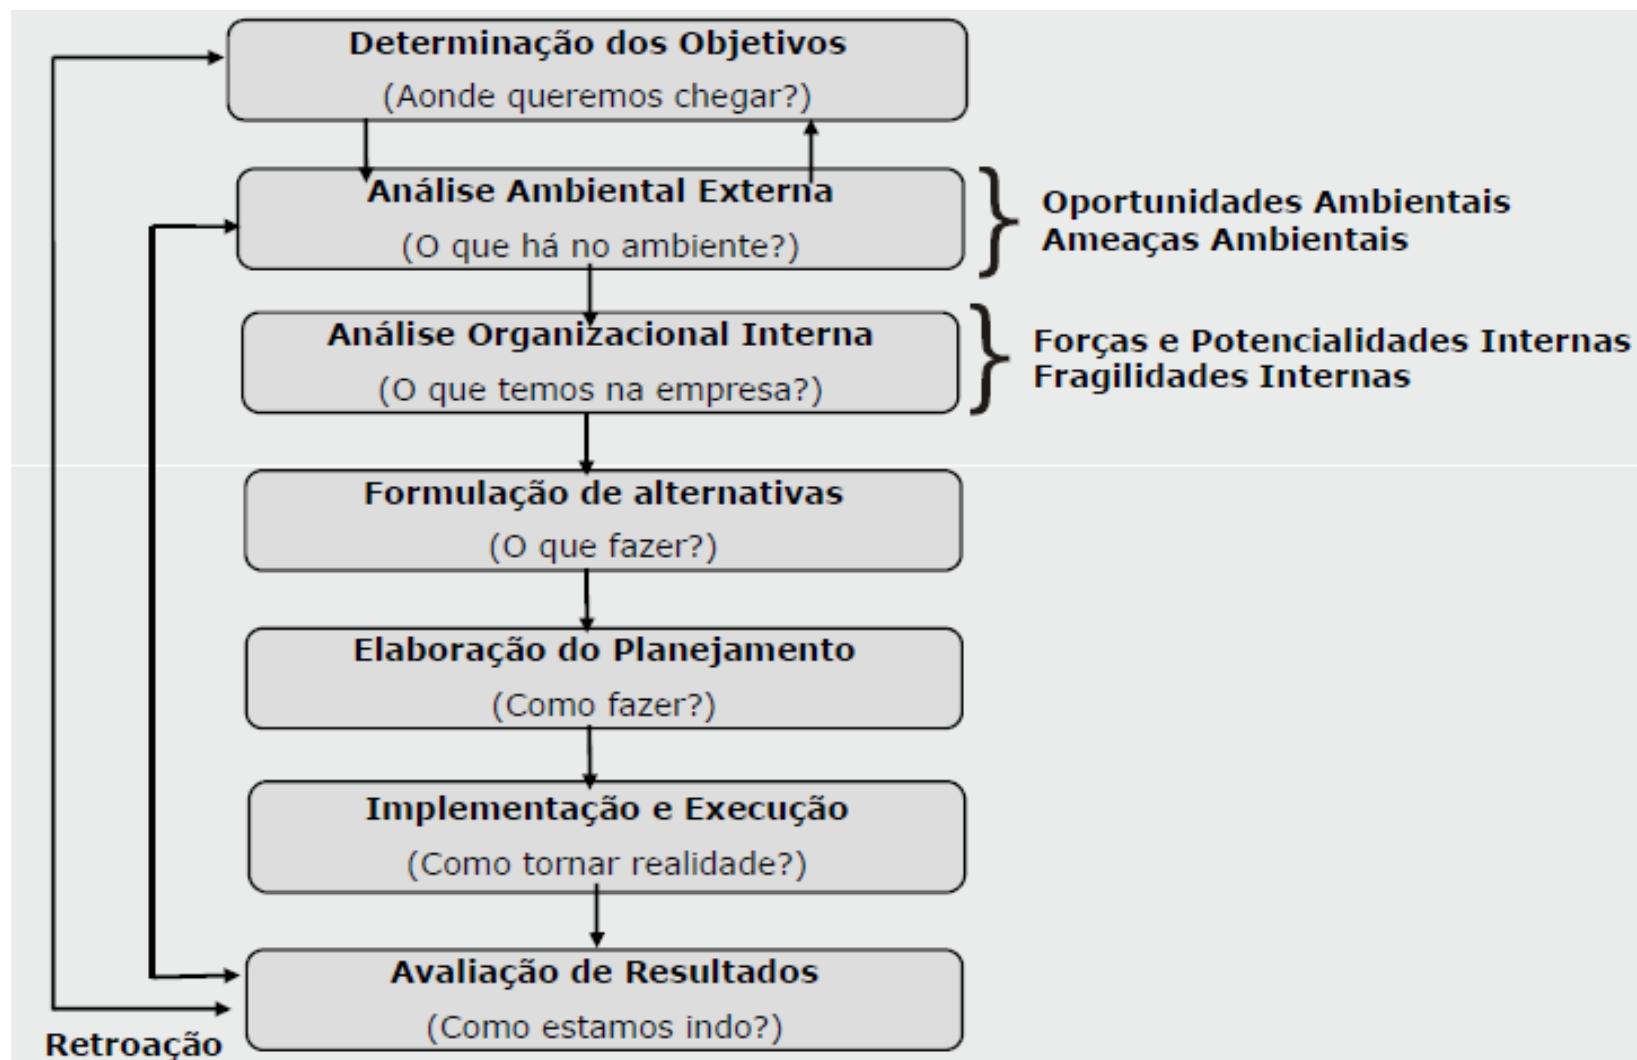 Determinação dos Objetivos
(Aonde queremos chegar?)
Análise Ambiental Externa
(O que há no ambiente?)
Oportunidades Ambientais
Ameaças Ambientais
Análise Organizacional Interna
(O que temos na empresa?)
Forças e Potencialidades Internas
Fragilidades Internas
Formulação de alternativas
(O que fazer?)
Elaboração do Planejamento
(Como fazer?)
Implementação e Execução
(Como tornar realidade?)
Avaliação de Resultados
(Como estamos indo?)
Retroação